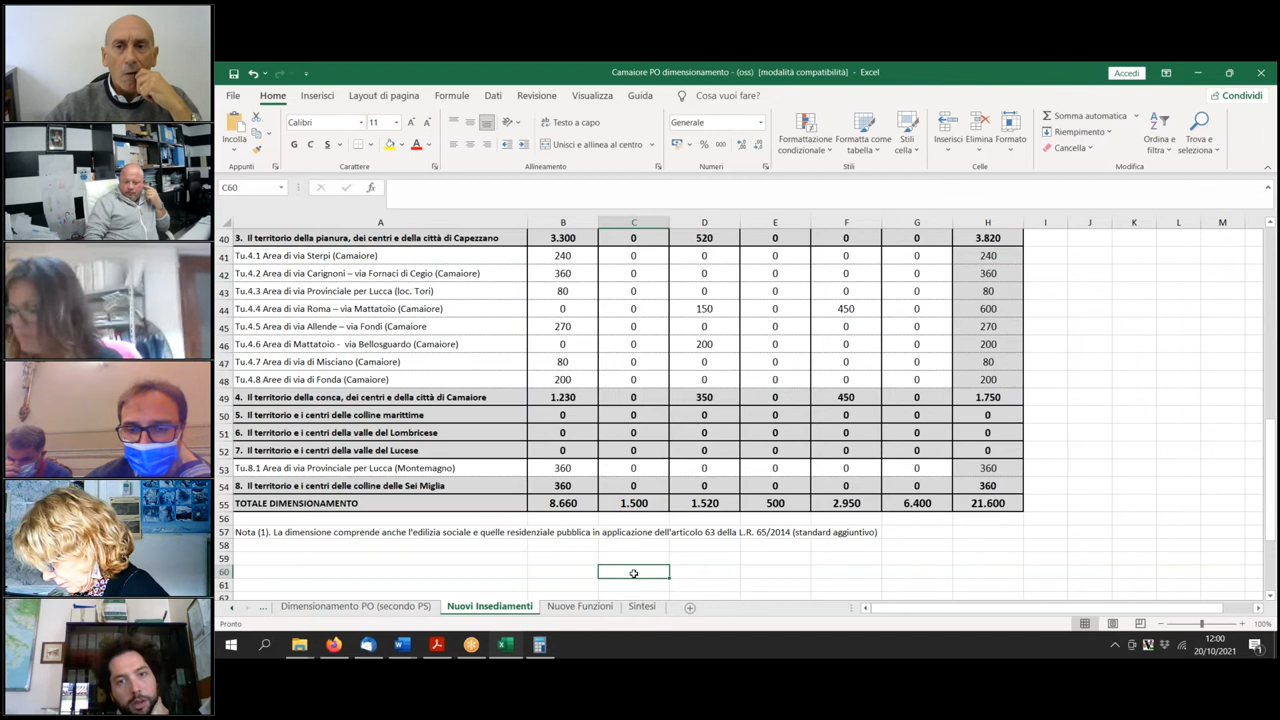 Camaiore PO dimensionamento - (oss) [modalità compatibilità] - Excel
Accedi
File Home Inserisci Layout di pagina Formule Dati Revisione Visualizza Guida Cosa vuoi fare? Condividi
Incolla
Calibri 11
Testo a capo
Generale
Formattazione condizionale
Formatta come tabella
Stili cella
Inserisci Elimina Formato
Somma automatica
Riempimento
Cancella
Ordina e filtra
Trova e seleziona
G C S
Unisci e allinea al centro
% 000
Appunti Carattere Allineamento Numeri Stili Celle Modifica
C60 fx
A B C D E F G H I J K L M
40 3. Il territorio della pianura, dei centri e della città di Capezzano 3.300 0 520 0 0 0 3.820
41 Tu.4.1 Area di via Sterpi (Camaiore) 240 0 0 0 0 0 240
42 Tu.4.2 Area di via Carignoni – via Fornaci di Cegio (Camaiore) 360 0 0 0 0 0 360
43 Tu.4.3 Area di via Provinciale per Lucca (loc. Tori) 80 0 0 0 0 0 80
44 Tu.4.4 Area di via Roma – via Mattatoio (Camaiore) 0 0 150 0 450 0 600
45 Tu.4.5 Area di via Allende – via Fondi (Camaiore 270 0 0 0 0 0 270
46 Tu.4.6 Area di Mattatoio - via Bellosguardo (Camaiore) 0 0 200 0 0 0 200
47 Tu.4.7 Area di via di Misciano (Camaiore) 80 0 0 0 0 0 80
48 Tu.4.8 Aree di via di Fonda (Camaiore) 200 0 0 0 0 0 200
49 4. Il territorio della conca, dei centri e della città di Camaiore 1.230 0 350 0 450 0 1.750
50 5. Il territorio e i centri delle colline marittime 0 0 0 0 0 0 0
51 6. Il territorio e i centri della valle del Lombricese 0 0 0 0 0 0 0
52 7. Il territorio e i centri della valle del Lucese 0 0 0 0 0 0 0
53 Tu.8.1 Area di via Provinciale per Lucca (Montemagno) 360 0 0 0 0 0 360
54 8. Il territorio e i centri delle colline delle Sei Miglia 360 0 0 0 0 0 360
55 TOTALE DIMENSIONAMENTO 8.660 1.500 1.520 500 2.950 6.400 21.600
56
57 Nota (1). La dimensione comprende anche l'edilizia sociale e quelle residenziale pubblica in applicazione dell'articolo 63 della L.R. 65/2014 (standard aggiuntivo)
58
59
60
61
62
... Dimensionamento PO (secondo PS) Nuovi Insediamenti Nuove Funzioni Sintesi
Pronto 100%
12:00
20/10/2021